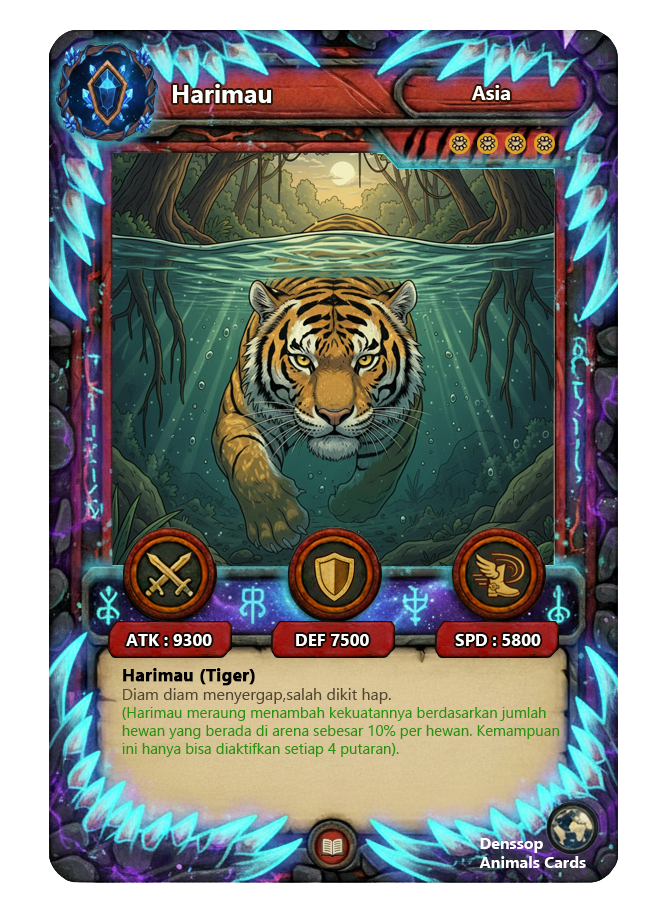 Harimau
Asia
ATK : 9300
DEF 7500
SPD : 5800
Harimau (Tiger)
Diam diam menyergap,salah dikit hap.
(Harimau meraung menambah kekuatannya berdasarkan jumlah
hewan yang berada di arena sebesar 10% per hewan. Kemampuan
ini hanya bisa diaktifkan setiap 4 putaran).
Denssop
Animals Cards